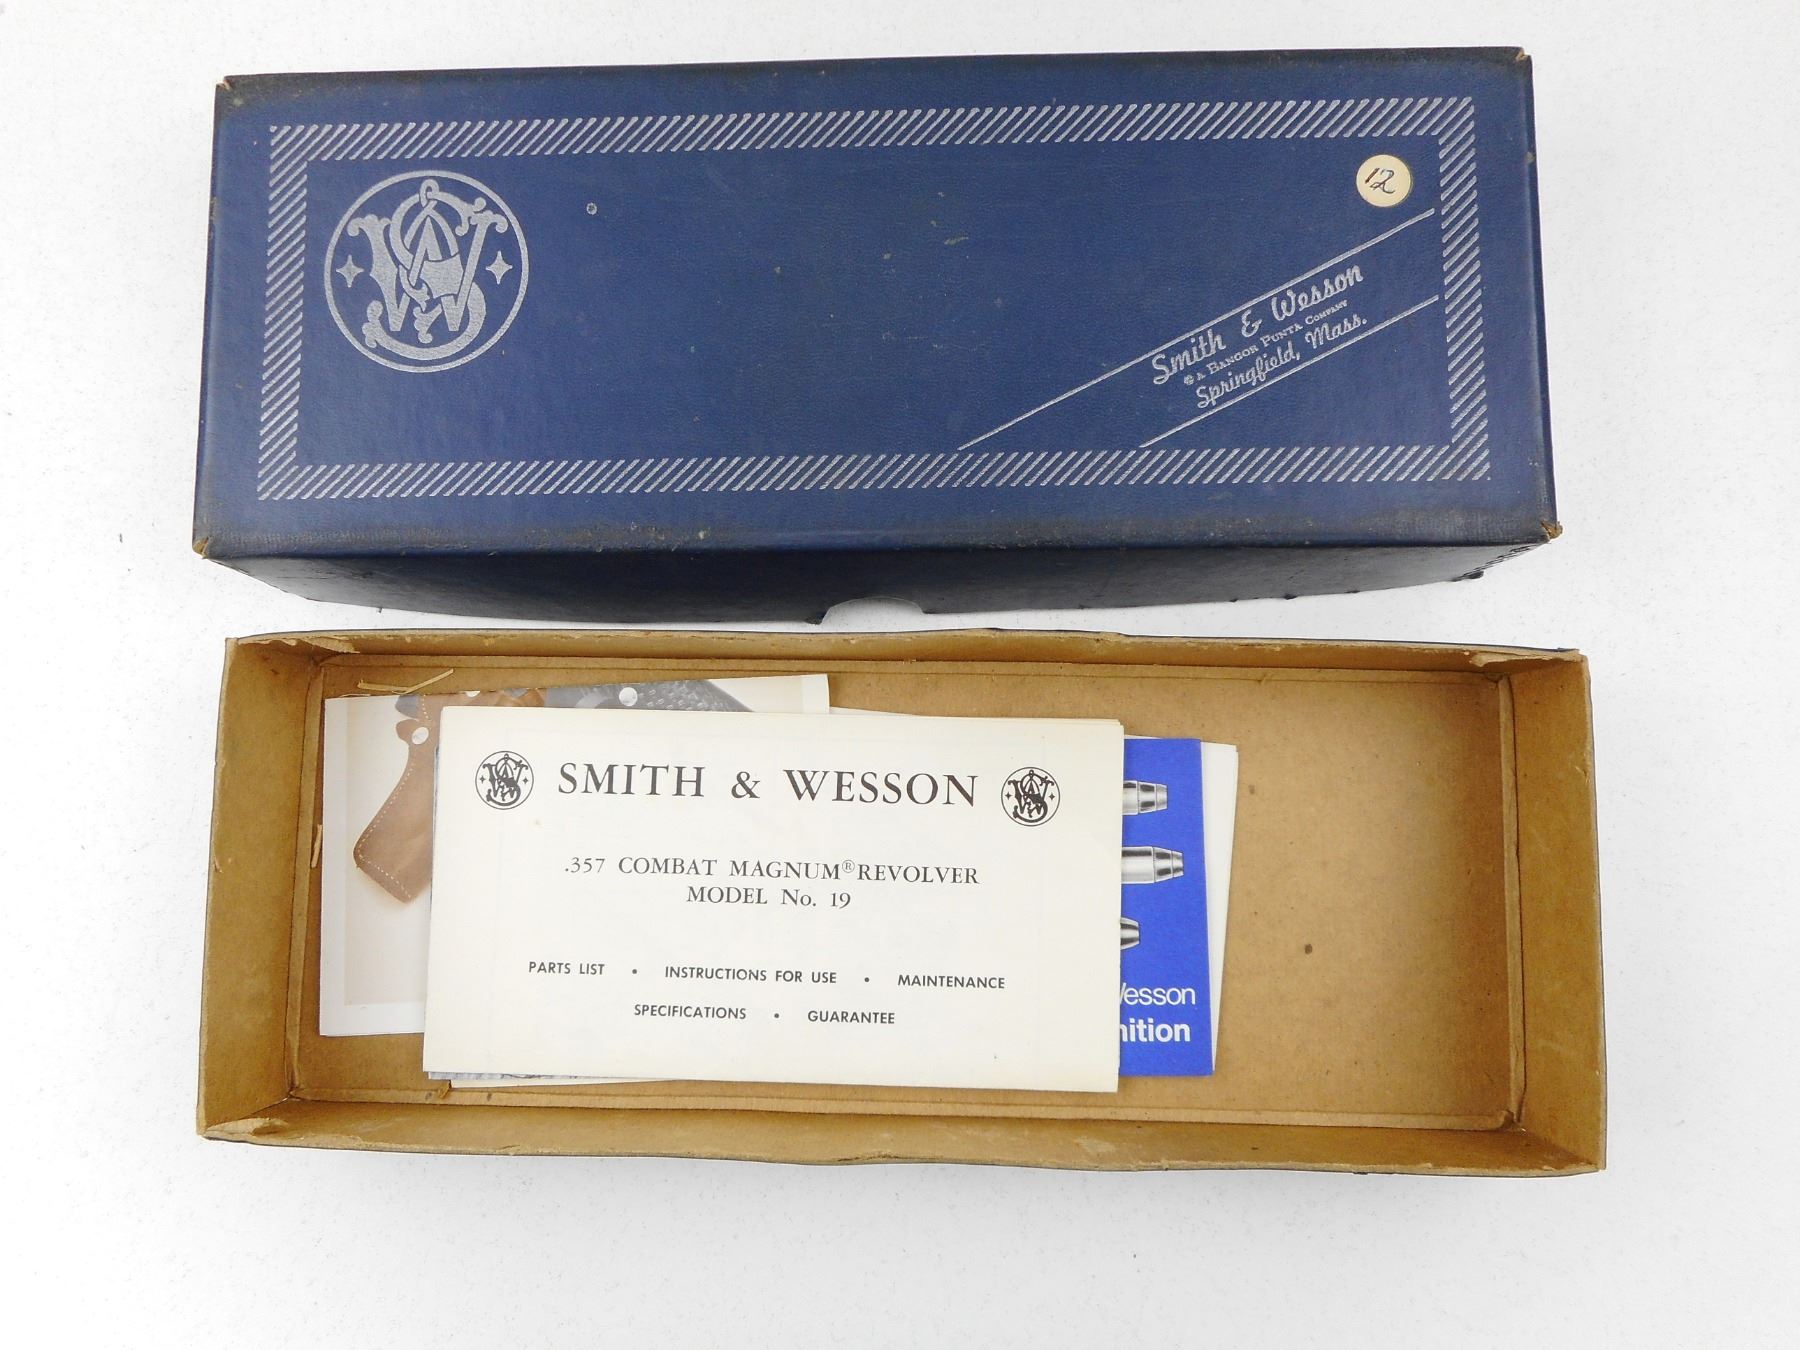 12
Smith & Wesson
© A BANGOR PUNTA COMPANY
Springfield, Mass.
SMITH & WESSON
.357 COMBAT MAGNUM® REVOLVER
MODEL No. 19
PARTS LIST • INSTRUCTIONS FOR USE • MAINTENANCE
SPECIFICATIONS • GUARANTEE
Wesson
nition